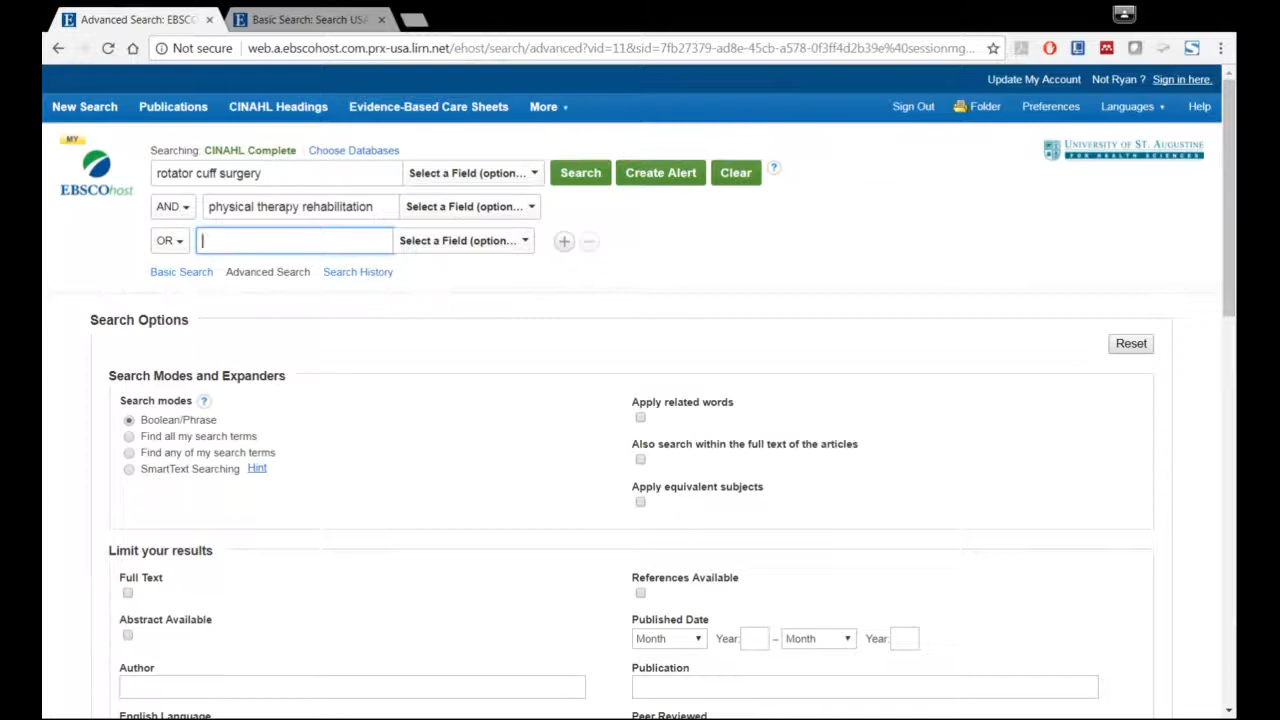 Advanced Search: EBSCO
Basic Search: Search USA
Not secure
web.a.ebscohost.com.prx-usa.lirn.net/ehost/search/advanced?vid=11&sid=7fb27379-ad8e-45cb-a578-0f3ff4d2b39e%40sessionmg...
Update My Account Not Ryan ? Sign in here.
New Search Publications CINAHL Headings Evidence-Based Care Sheets More Sign Out Folder Preferences Languages Help
MY
EBSCOhost
Searching: CINAHL Complete Choose Databases
UNIVERSITY OF ST. AUGUSTINE
FOR HEALTH SCIENCES
rotator cuff surgery Select a Field (option... Search Create Alert Clear ?
AND physical therapy rehabilitation Select a Field (option...
OR Select a Field (option...
Basic Search Advanced Search Search History
Search Options
Reset
Search Modes and Expanders
Search modes ?
Boolean/Phrase
Find all my search terms
Find any of my search terms
SmartText Searching Hint
Apply related words
Also search within the full text of the articles
Apply equivalent subjects
Limit your results
Full Text
References Available
Abstract Available
Published Date
Month Year: – Month Year:
Author
Publication
English Language
Peer Reviewed